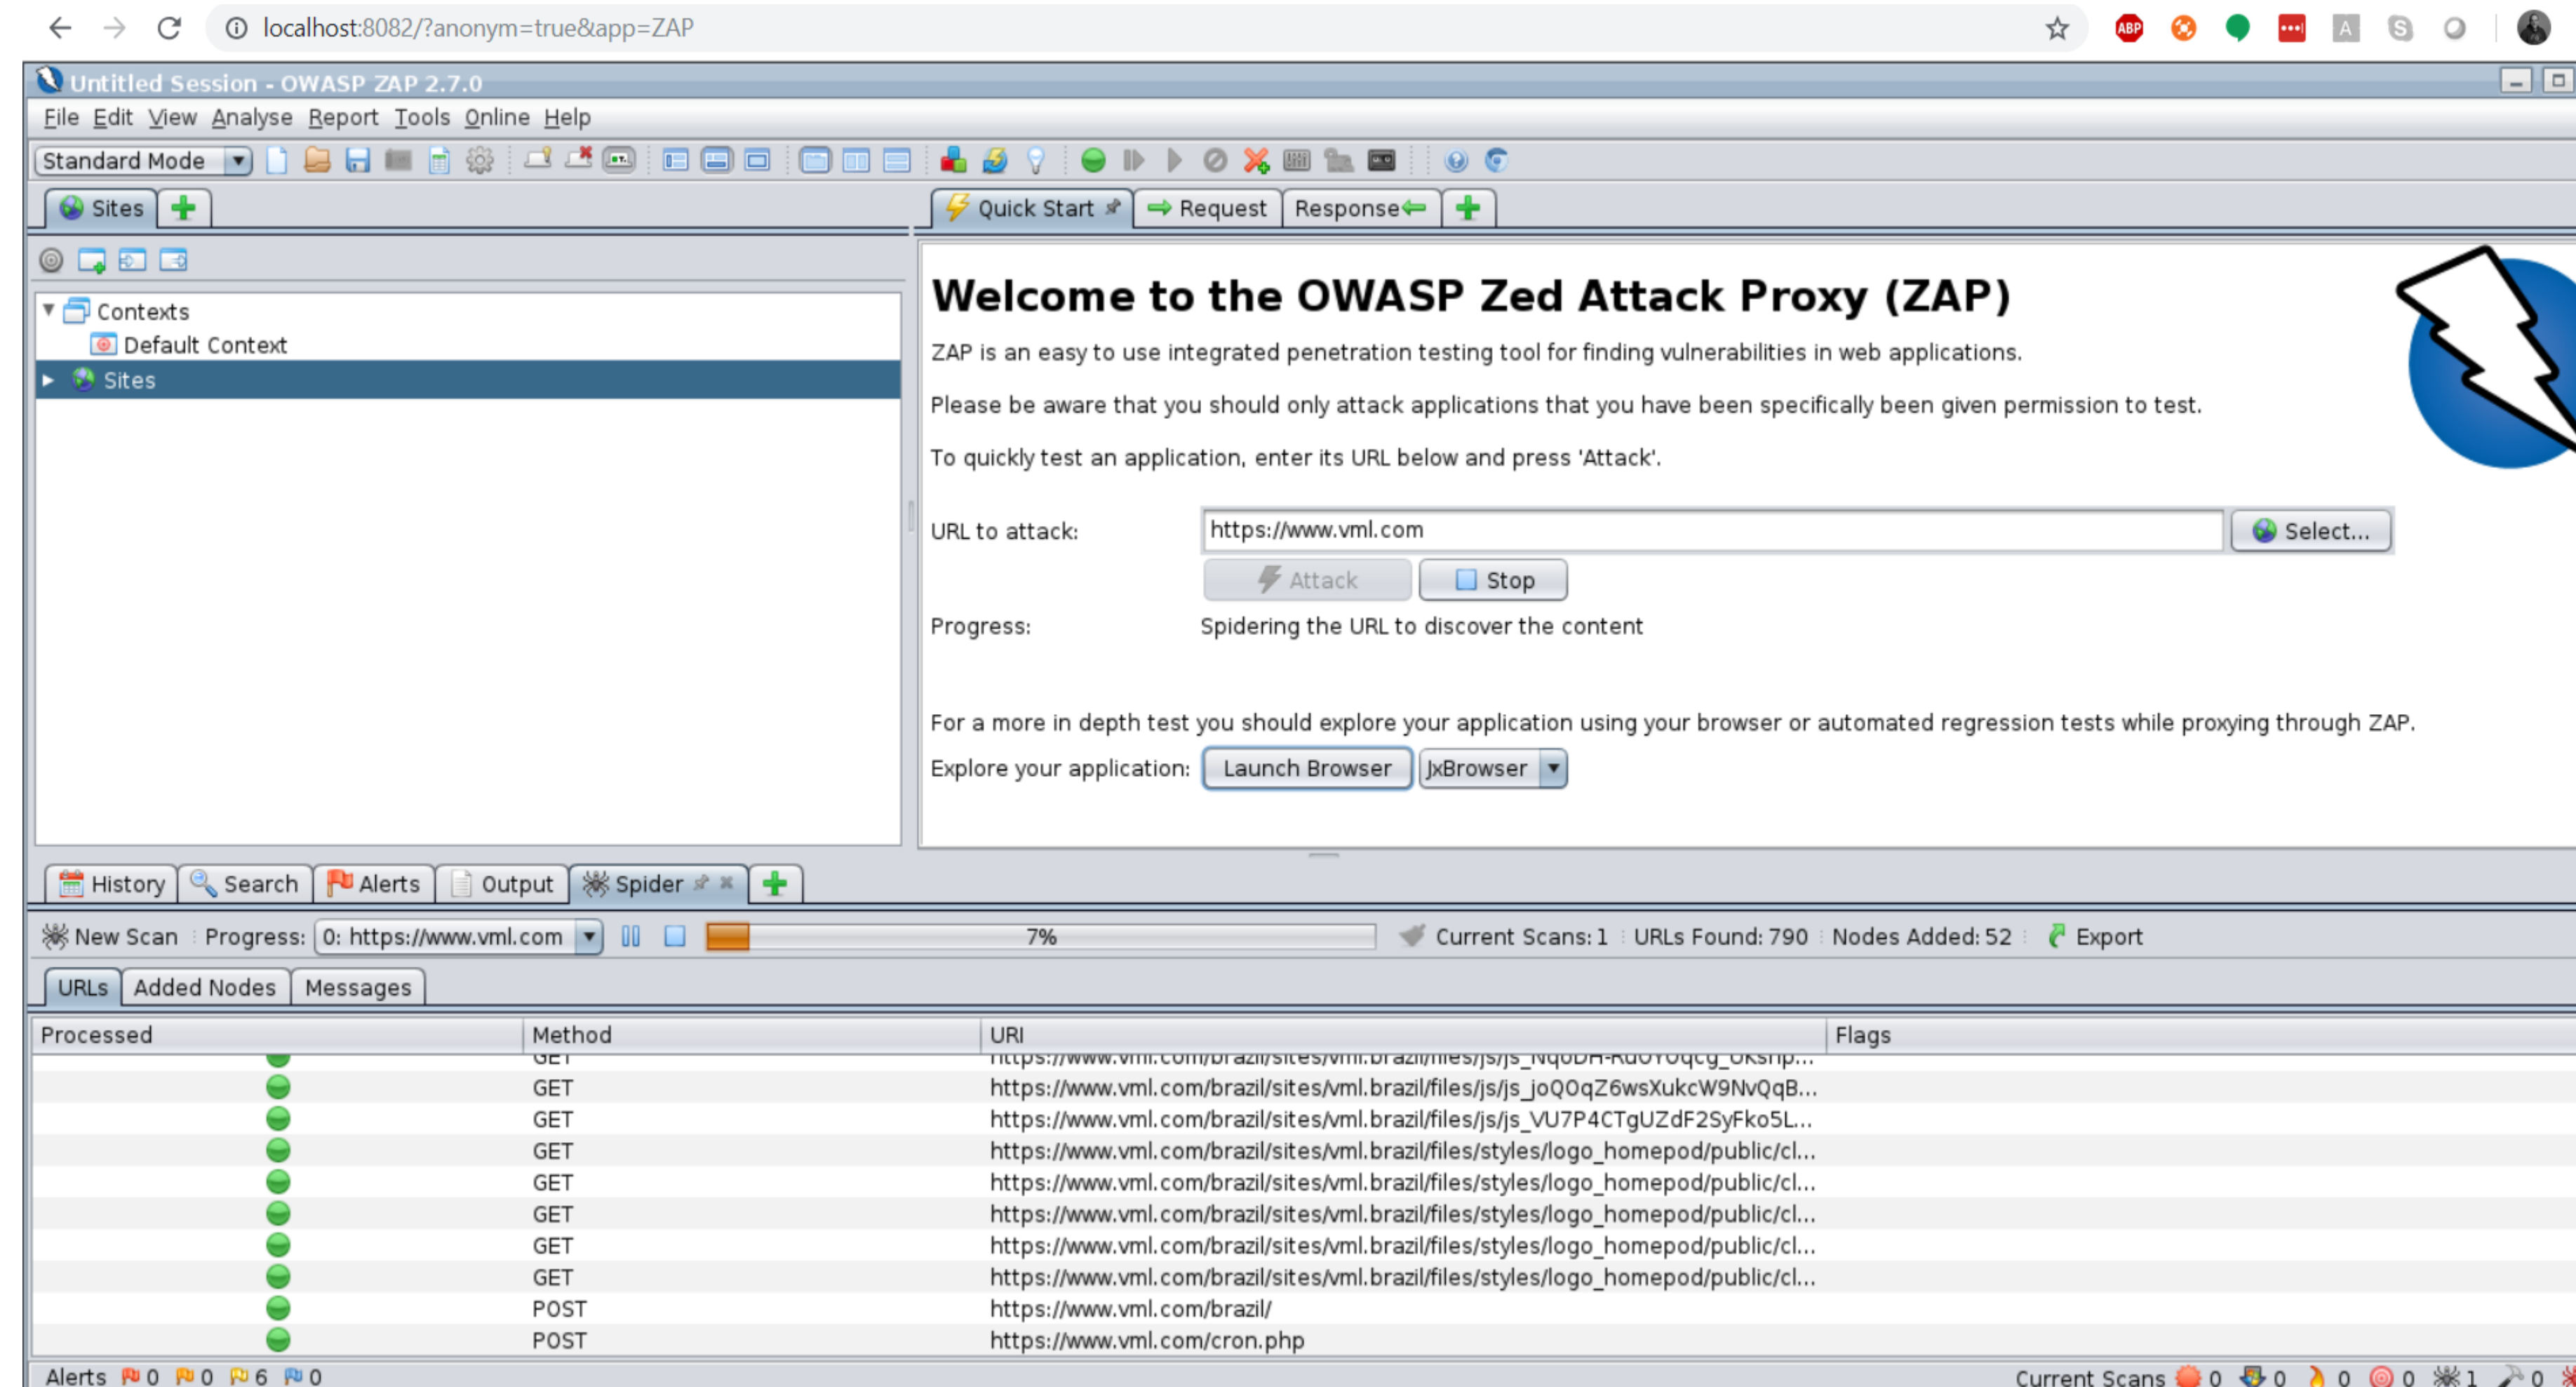 localhost:8082/?anonym=true&app=ZAP
ABP
A
S
Untitled Session - OWASP ZAP 2.7.0
File Edit View Analyse Report Tools Online Help
Standard Mode
Sites
Quick Start
Request
Response
Contexts
Default Context
Sites
Welcome to the OWASP Zed Attack Proxy (ZAP)
ZAP is an easy to use integrated penetration testing tool for finding vulnerabilities in web applications.
Please be aware that you should only attack applications that you have been specifically been given permission to test.
To quickly test an application, enter its URL below and press 'Attack'.
URL to attack: https://www.vml.com Select...
Attack Stop
Progress: Spidering the URL to discover the content
For a more in depth test you should explore your application using your browser or automated regression tests while proxying through ZAP.
Explore your application: Launch Browser JxBrowser
History Search Alerts Output Spider
New Scan Progress: 0: https://www.vml.com 7% Current Scans: 1 URLs Found: 790 Nodes Added: 52 Export
URLs Added Nodes Messages
Processed Method URI Flags
GET
GET https://www.vml.com/brazil/sites/vml.brazil/files/js/js_joQOqZ6wsXukcW9NvQqB...
GET https://www.vml.com/brazil/sites/vml.brazil/files/js/js_VU7P4CTgUZdF2SyFko5L...
GET https://www.vml.com/brazil/sites/vml.brazil/files/styles/logo_homepod/public/cl...
GET https://www.vml.com/brazil/sites/vml.brazil/files/styles/logo_homepod/public/cl...
GET https://www.vml.com/brazil/sites/vml.brazil/files/styles/logo_homepod/public/cl...
GET https://www.vml.com/brazil/sites/vml.brazil/files/styles/logo_homepod/public/cl...
GET https://www.vml.com/brazil/sites/vml.brazil/files/styles/logo_homepod/public/cl...
POST https://www.vml.com/brazil/
POST https://www.vml.com/cron.php
Alerts 0 0 6 0 Current Scans 0 0 0 0 1 0